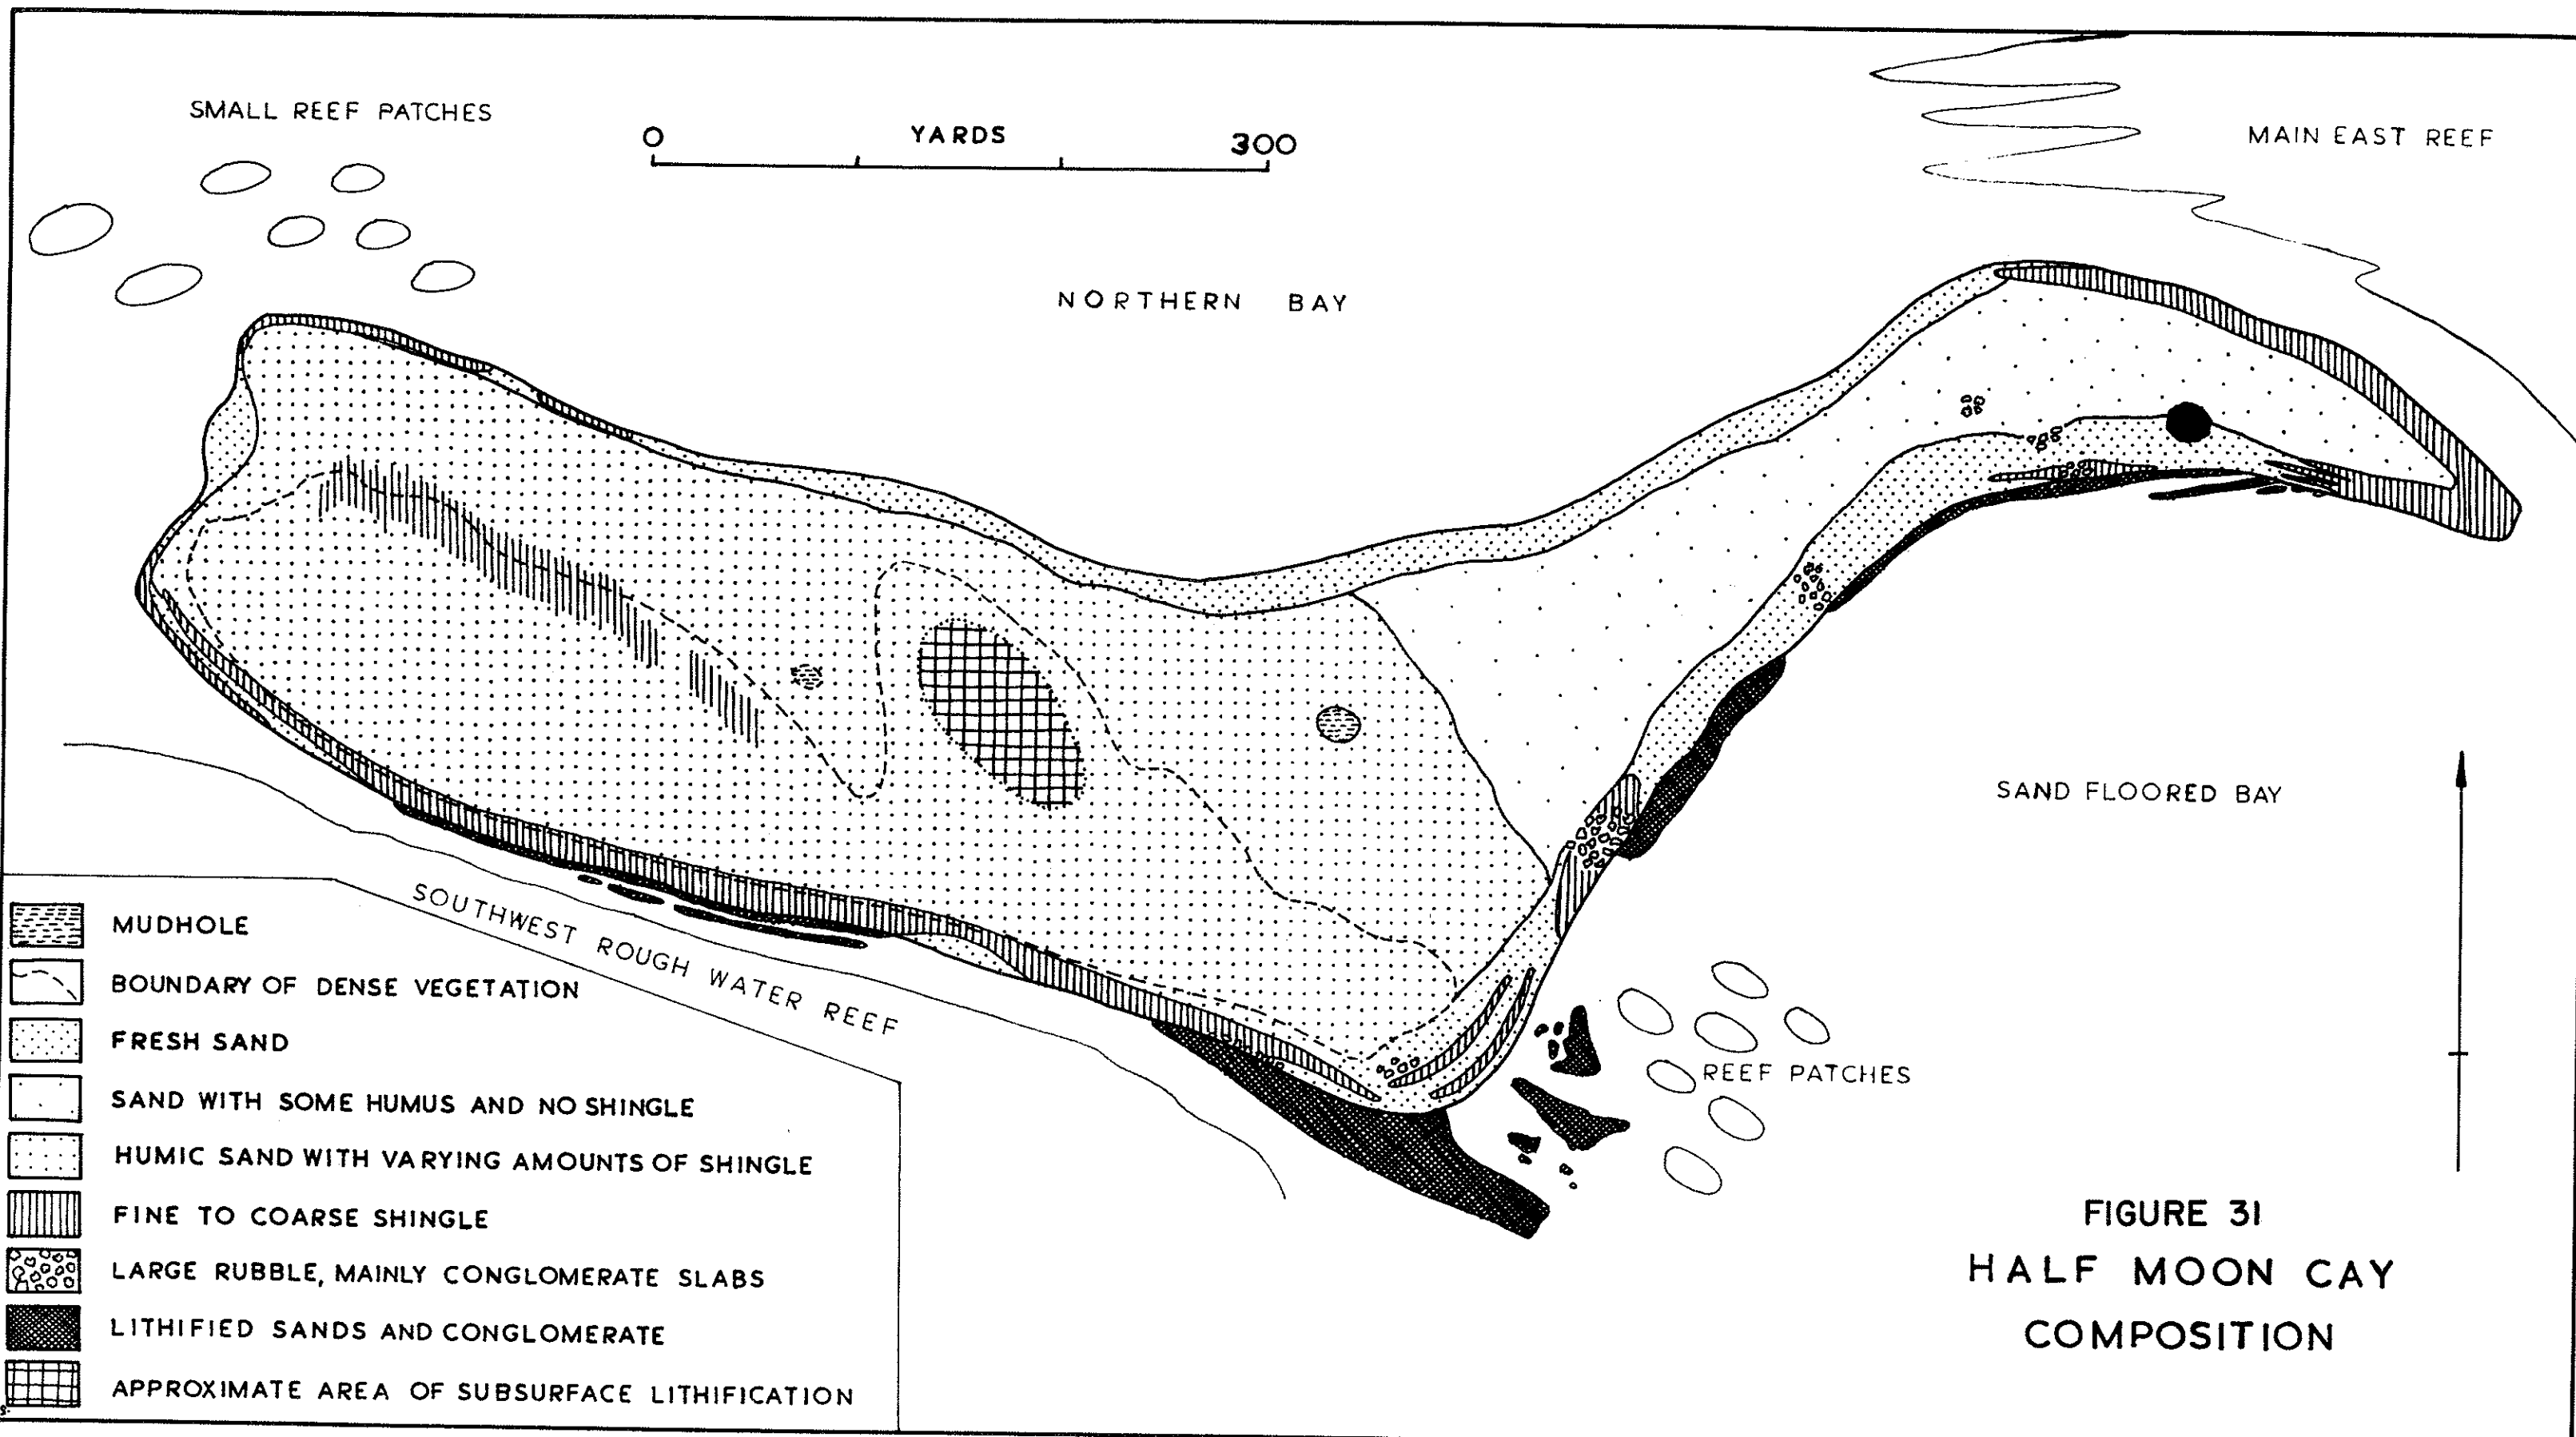 SMALL REEF PATCHES
0 YARDS 300
MAIN EAST REEF
NORTHERN BAY
SAND FLOORED BAY
SOUTHWEST ROUGH WATER REEF
REEF PATCHES
MUDHOLE
BOUNDARY OF DENSE VEGETATION
FRESH SAND
SAND WITH SOME HUMUS AND NO SHINGLE
HUMIC SAND WITH VARYING AMOUNTS OF SHINGLE
FINE TO COARSE SHINGLE
LARGE RUBBLE, MAINLY CONGLOMERATE SLABS
LITHIFIED SANDS AND CONGLOMERATE
APPROXIMATE AREA OF SUBSURFACE LITHIFICATION
FIGURE 31
HALF MOON CAY
COMPOSITION